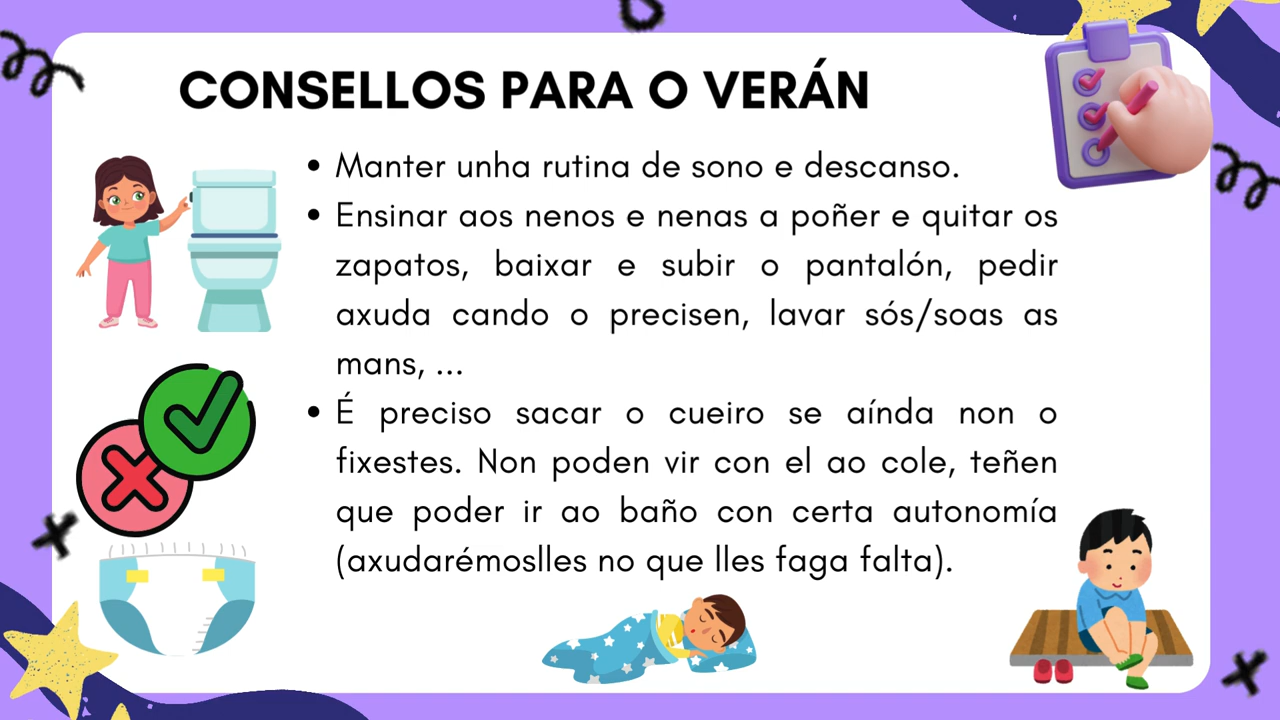 CONSELLOS PARA O VERÁN
• Manter unha rutina de sono e descanso.
• Ensinar aos nenos e nenas a poñer e quitar os
zapatos, baixar e subir o pantalón, pedir
axuda cando o precisen, lavar sós/soas as
mans, ...
• É preciso sacar o cueiro se aínda non o
fixestes. Non poden vir con el ao cole, teñen
que poder ir ao baño con certa autonomía
(axudarémoslles no que lles faga falta).